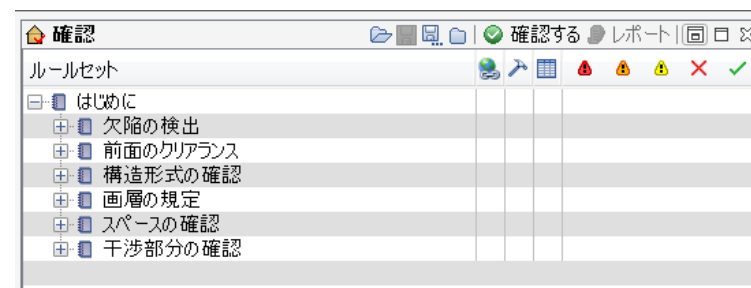 確認 確認する レポート
ルールセット
はじめに
欠陥の検出
前面のクリアランス
構造形式の確認
画層の規定
スペースの確認
干渉部分の確認